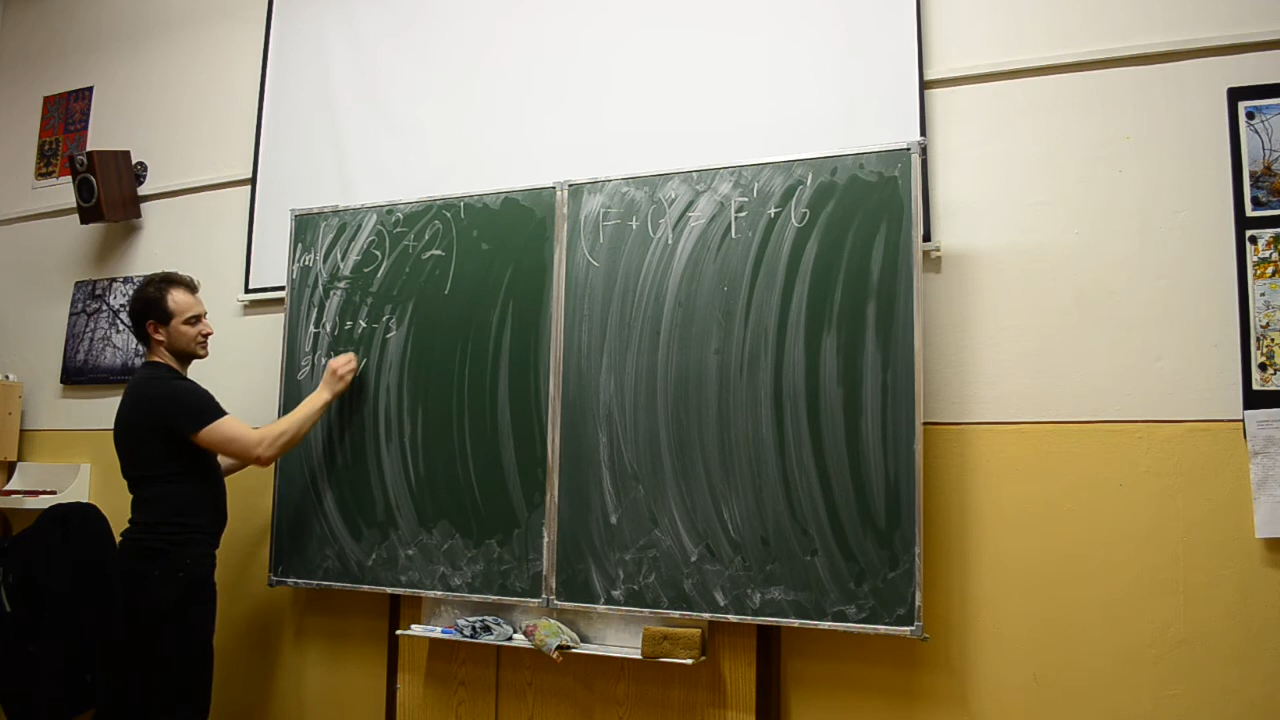 ((x-3)² + 2)'
f(x) = x - 3
g(x) =
(F + G)' = F' + G'